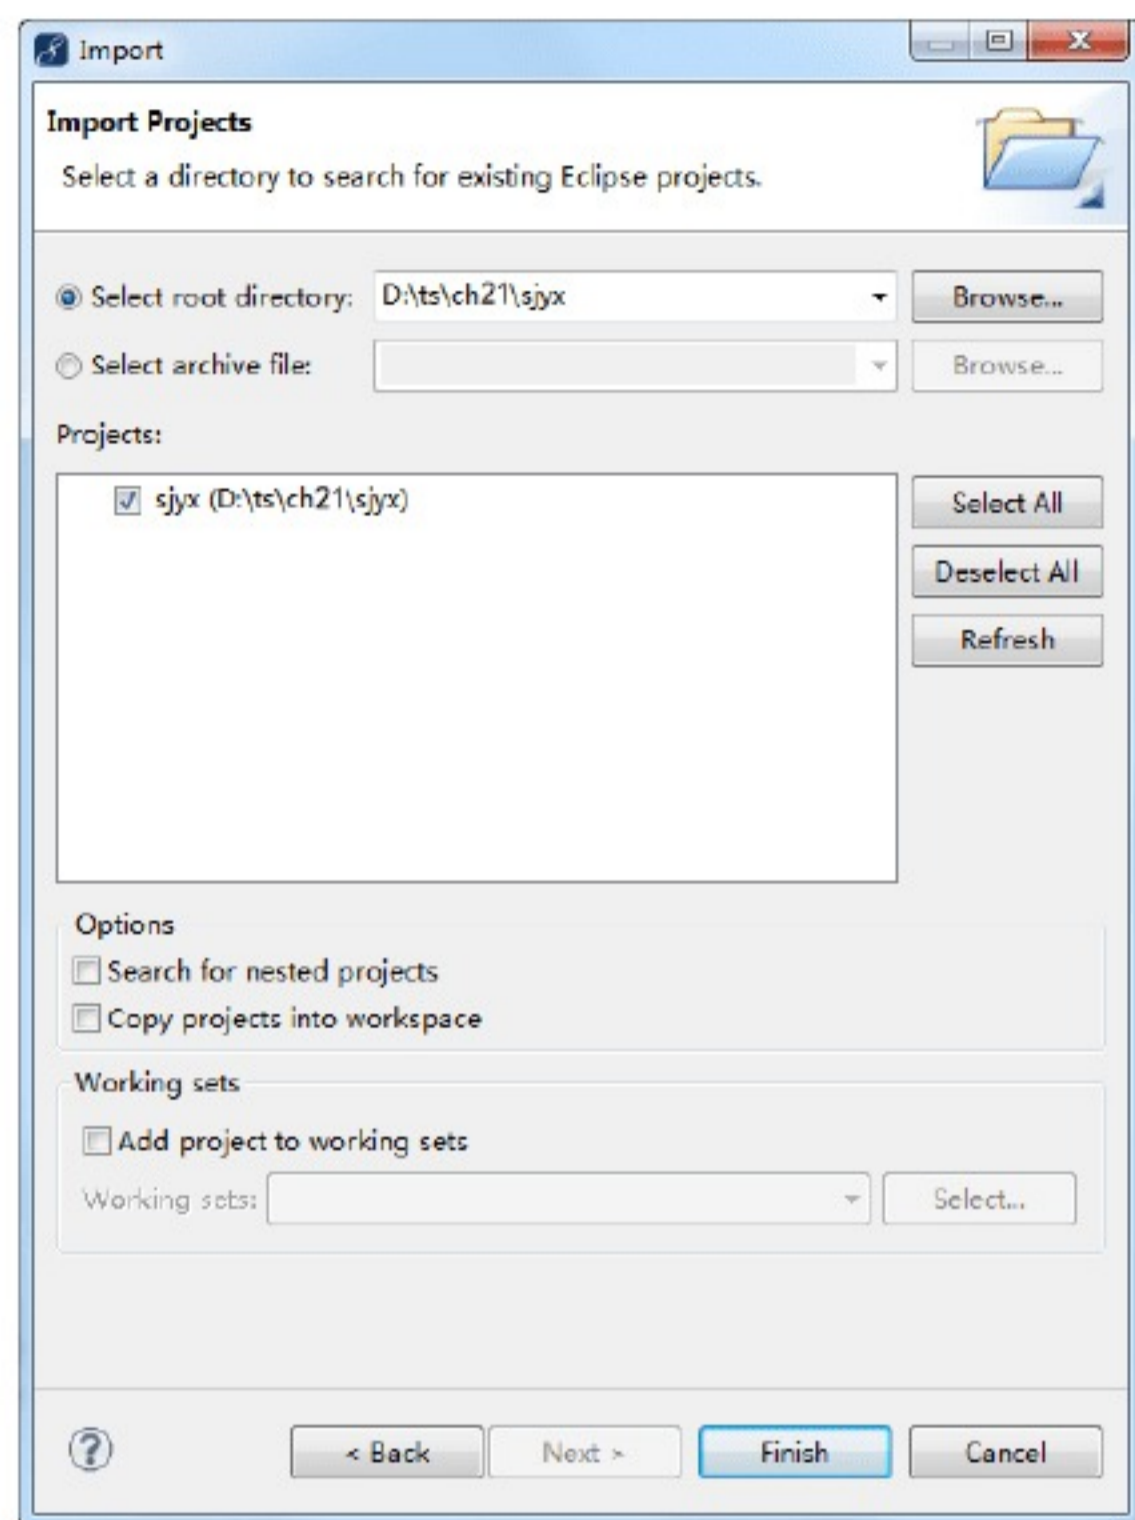 Import
Import Projects
Select a directory to search for existing Eclipse projects.
Select root directory: D:\ts\ch21\sjyx Browse...
Select archive file: Browse...
Projects:
sjyx (D:\ts\ch21\sjyx)
Select All
Deselect All
Refresh
Options
Search for nested projects
Copy projects into workspace
Working sets
Add project to working sets
Working sets: Select...
? < Back Next > Finish Cancel